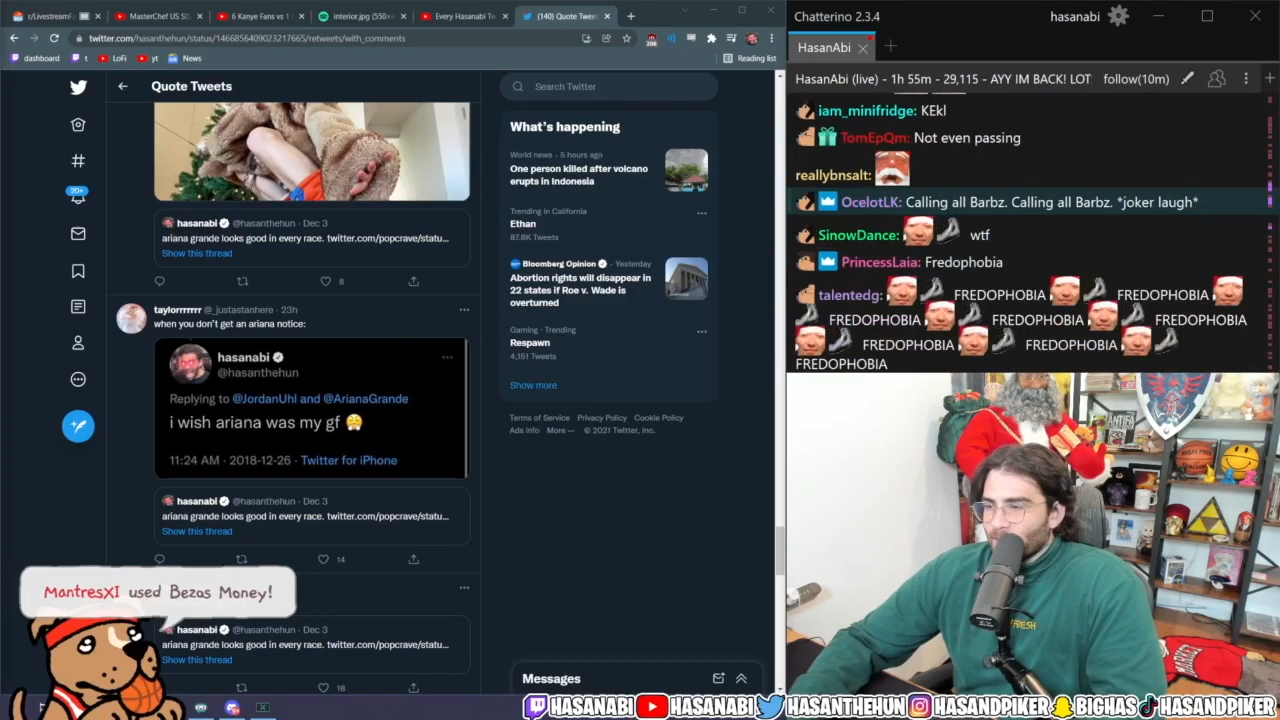 r/Livestream
MasterChef US S0
6 Kanye Fans vs 1
interior.jpg (550×4
Every Hasanabi Tw
(140) Quote Tweets
twitter.com/hasanthehun/status/1466856409023217665/retweets/with_comments
206
dashboard
t
LoFi
yt
News
Reading list
Quote Tweets
20+
hasanabi @hasanthehun · Dec 3
ariana grande looks good in every race. twitter.com/popcrave/statu...
Show this thread
8
taylorrrrrrr @_justastanhere · 23h
when you don't get an ariana notice:
hasanabi
@hasanthehun
Replying to @JordanUhl and @ArianaGrande
i wish ariana was my gf 😤
11:24 AM · 2018-12-26 · Twitter for iPhone
hasanabi @hasanthehun · Dec 3
ariana grande looks good in every race. twitter.com/popcrave/statu...
Show this thread
14
MantresXI used Bezos Money!
hasanabi @hasanthehun · Dec 3
ariana grande looks good in every race. twitter.com/popcrave/statu...
Show this thread
18
Search Twitter
What's happening
World news · 5 hours ago
One person killed after volcano
erupts in Indonesia
Trending in California
Ethan
87.8K Tweets
Bloomberg Opinion · Yesterday
Abortion rights will disappear in
22 states if Roe v. Wade is
overturned
Gaming · Trending
Respawn
4,151 Tweets
Show more
Terms of Service Privacy Policy Cookie Policy
Ads info More ··· © 2021 Twitter, Inc.
Messages
Chatterino 2.3.4
hasanabi
HasanAbi
HasanAbi (live) - 1h 55m - 29,115 - AYY IM BACK! LOT
follow(10m)
iam_minifridge: KEkl
TomEpQm: Not even passing
reallybnsalt:
OcelotLK: Calling all Barbz. Calling all Barbz. *joker laugh*
SinowDance: wtf
PrincessLaia: Fredophobia
talentedg: FREDOPHOBIA FREDOPHOBIA
FREDOPHOBIA FREDOPHOBIA
FREDOPHOBIA FREDOPHOBIA
FREDOPHOBIA
ANTIFA
HASANABI HASANABI HASANTHEHUN HASANDPIKER BIGHAS HASANDPIKER